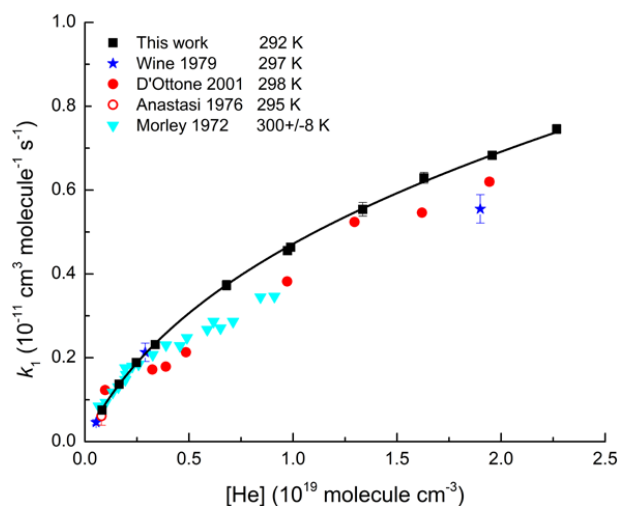 1.0
0.8
0.6
0.4
0.2
0.0
k₁ (10⁻¹¹ cm³ molecule⁻¹ s⁻¹)
This work 292 K
Wine 1979 297 K
D'Ottone 2001 298 K
Anastasi 1976 295 K
Morley 1972 300+/-8 K
0.0 0.5 1.0 1.5 2.0 2.5
[He] (10¹⁹ molecule cm⁻³)